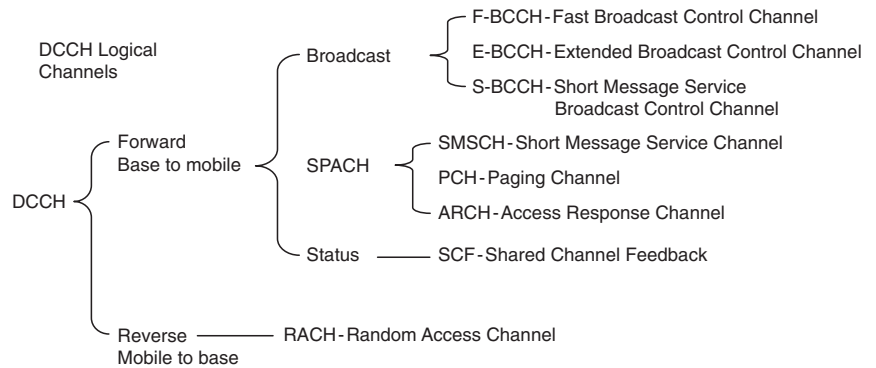 DCCH Logical
Channels
DCCH
Forward
Base to mobile
Broadcast
F-BCCH-Fast Broadcast Control Channel
E-BCCH-Extended Broadcast Control Channel
S-BCCH-Short Message Service
Broadcast Control Channel
SPACH
SMSCH-Short Message Service Channel
PCH-Paging Channel
ARCH-Access Response Channel
Status
SCF-Shared Channel Feedback
Reverse
Mobile to base
RACH-Random Access Channel